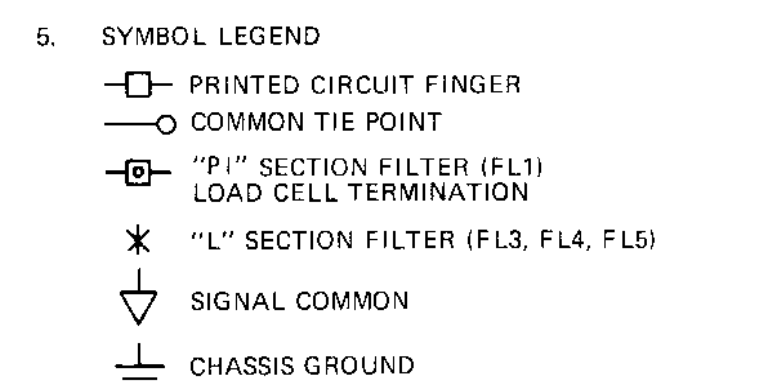 5. SYMBOL LEGEND
PRINTED CIRCUIT FINGER
COMMON TIE POINT
"PI" SECTION FILTER (FL1)
LOAD CELL TERMINATION
"L" SECTION FILTER (FL3, FL4, FL5)
SIGNAL COMMON
CHASSIS GROUND